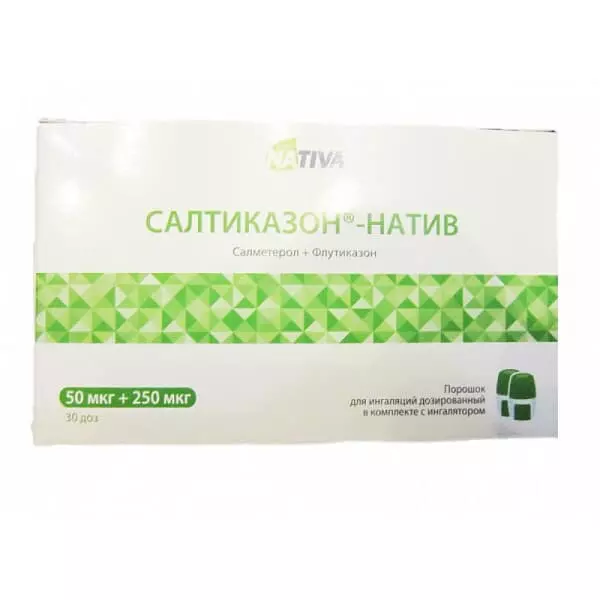 NATIVA
САЛТИКАЗОН®-НАТИВ
Салметерол + Флутиказон
50 мкг + 250 мкг
30 доз
Порошок
для ингаляций дозированный
в комплекте с ингалятором